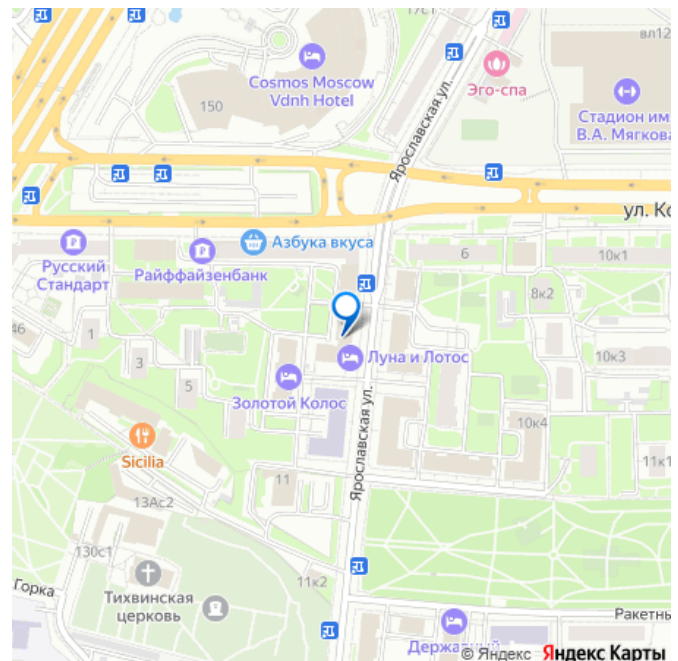 17с1
вл12
Cosmos Moscow
Vdnh Hotel
150
Эго-спа
Стадион им.
В.А. Мягкова
Ярославская ул.
ул. Ко
Азбука вкуса
Русский
Стандарт
Райффайзенбанк
6
10к1
8к2
46
1
3
5
Луна и Лотос
10к3
Золотой Колос
Ярославская ул.
10к4
Sicilia
11
11к1
13Ас2
130с1
Тихвинская
церковь
11к2
Горка
Ракетны
Державный
© Яндекс Яндекс Карты